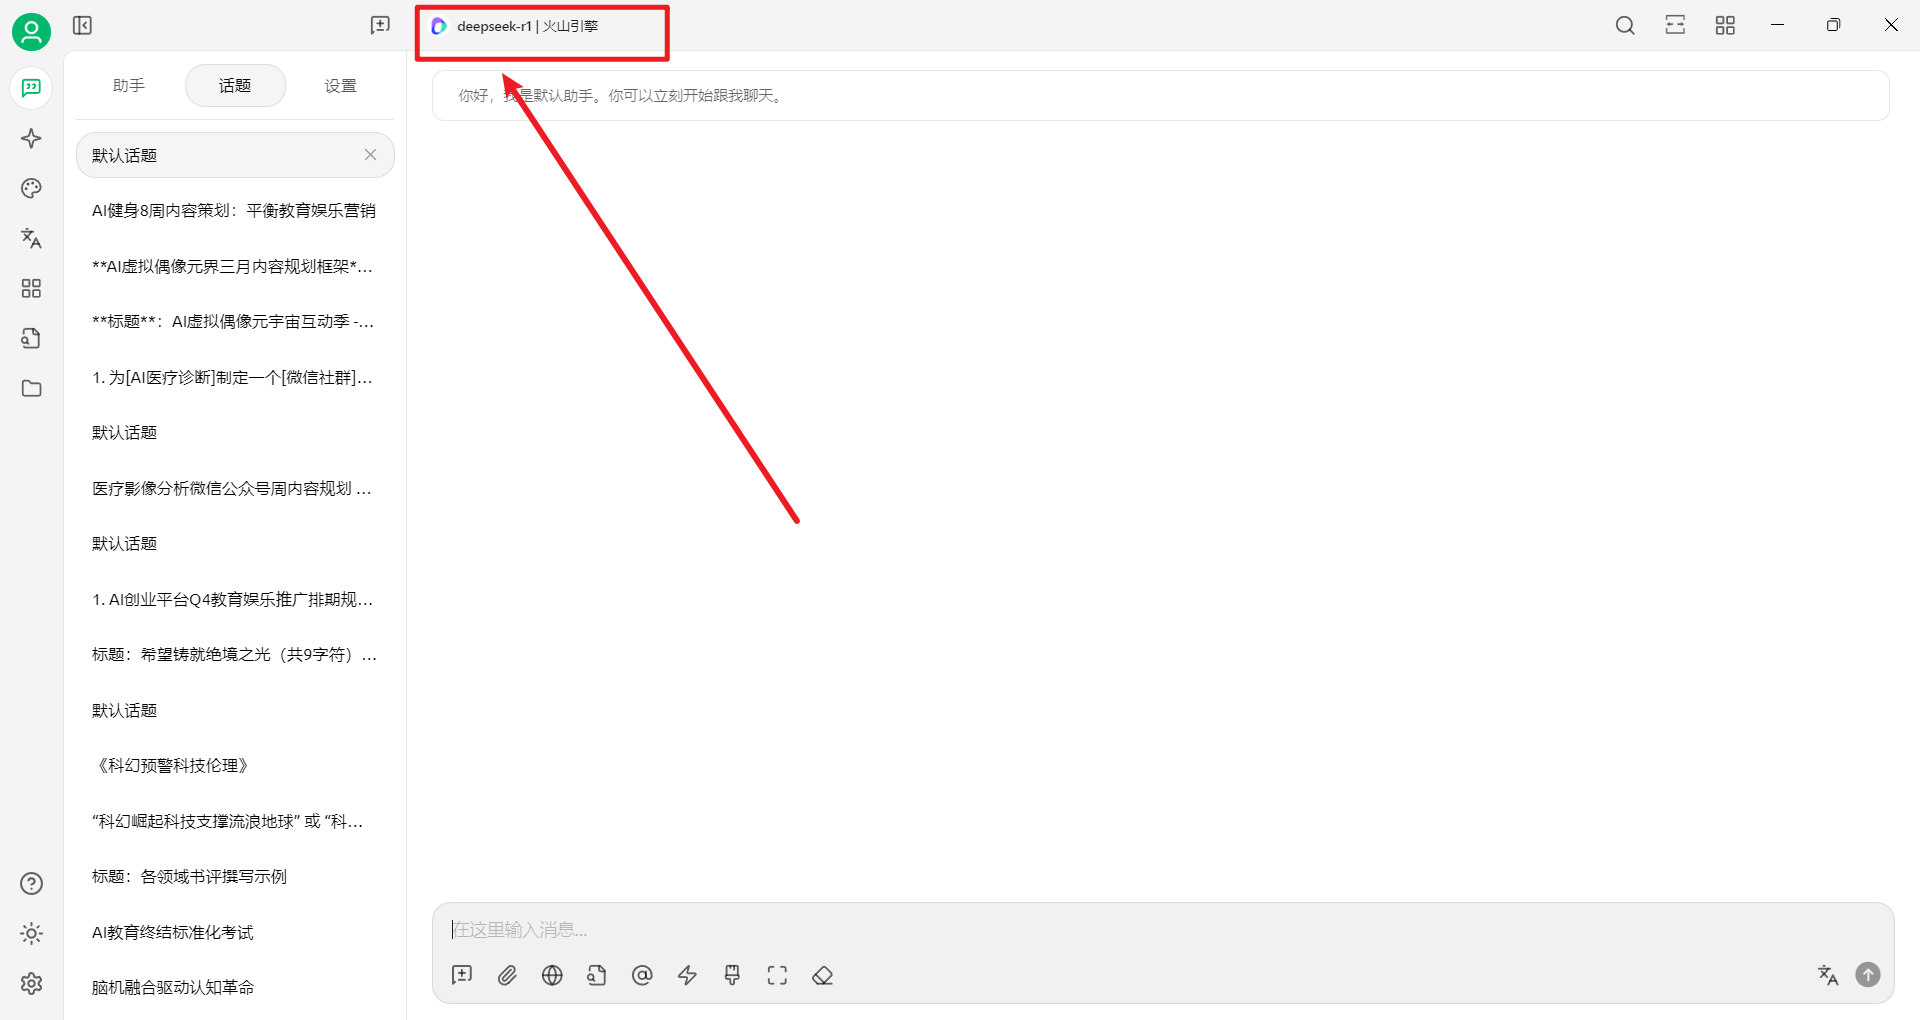 deepseek-r1 | 火山引擎
助手
话题
设置
默认话题
AI健身8周内容策划：平衡教育娱乐营销
**AI虚拟偶像元界三月内容规划框架*...
**标题**：AI虚拟偶像元宇宙互动季 -...
1. 为[AI医疗诊断]制定一个[微信社群]...
默认话题
医疗影像分析微信公众号周内容规划 ...
默认话题
1. AI创业平台Q4教育娱乐推广排期规...
标题：希望铸就绝境之光（共9字符）...
默认话题
《科幻预警科技伦理》
“科幻崛起科技支撑流浪地球” 或 “科...
标题：各领域书评撰写示例
AI教育终结标准化考试
脑机融合驱动认知革命
你好，我是默认助手。你可以立刻开始跟我聊天。
在这里输入消息...